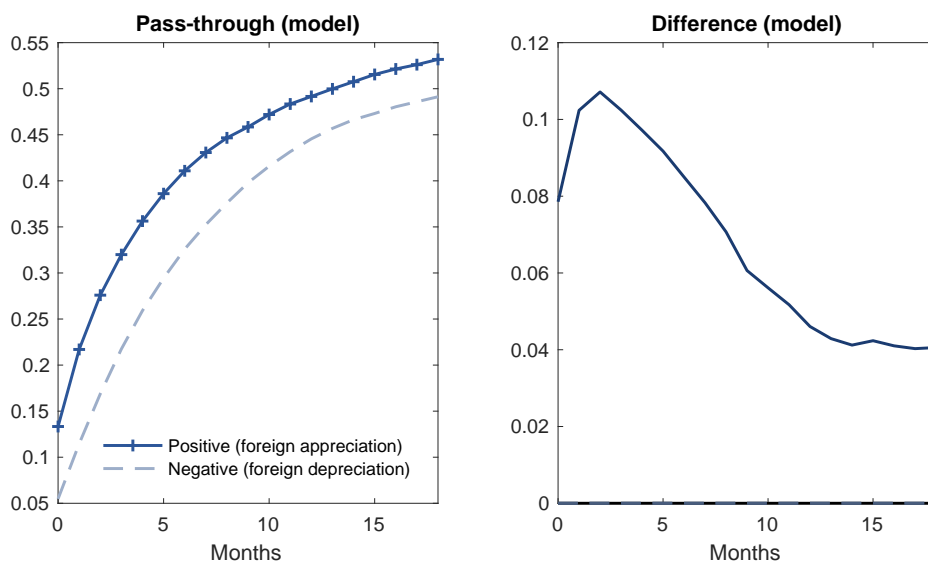 Pass-through (model)
0.55
0.5
0.45
0.4
0.35
0.3
0.25
0.2
0.15
0.1
0.05
Positive (foreign appreciation)
Negative (foreign depreciation)
0 5 10 15
Months
Difference (model)
0.12
0.1
0.08
0.06
0.04
0.02
0
0 5 10 15
Months